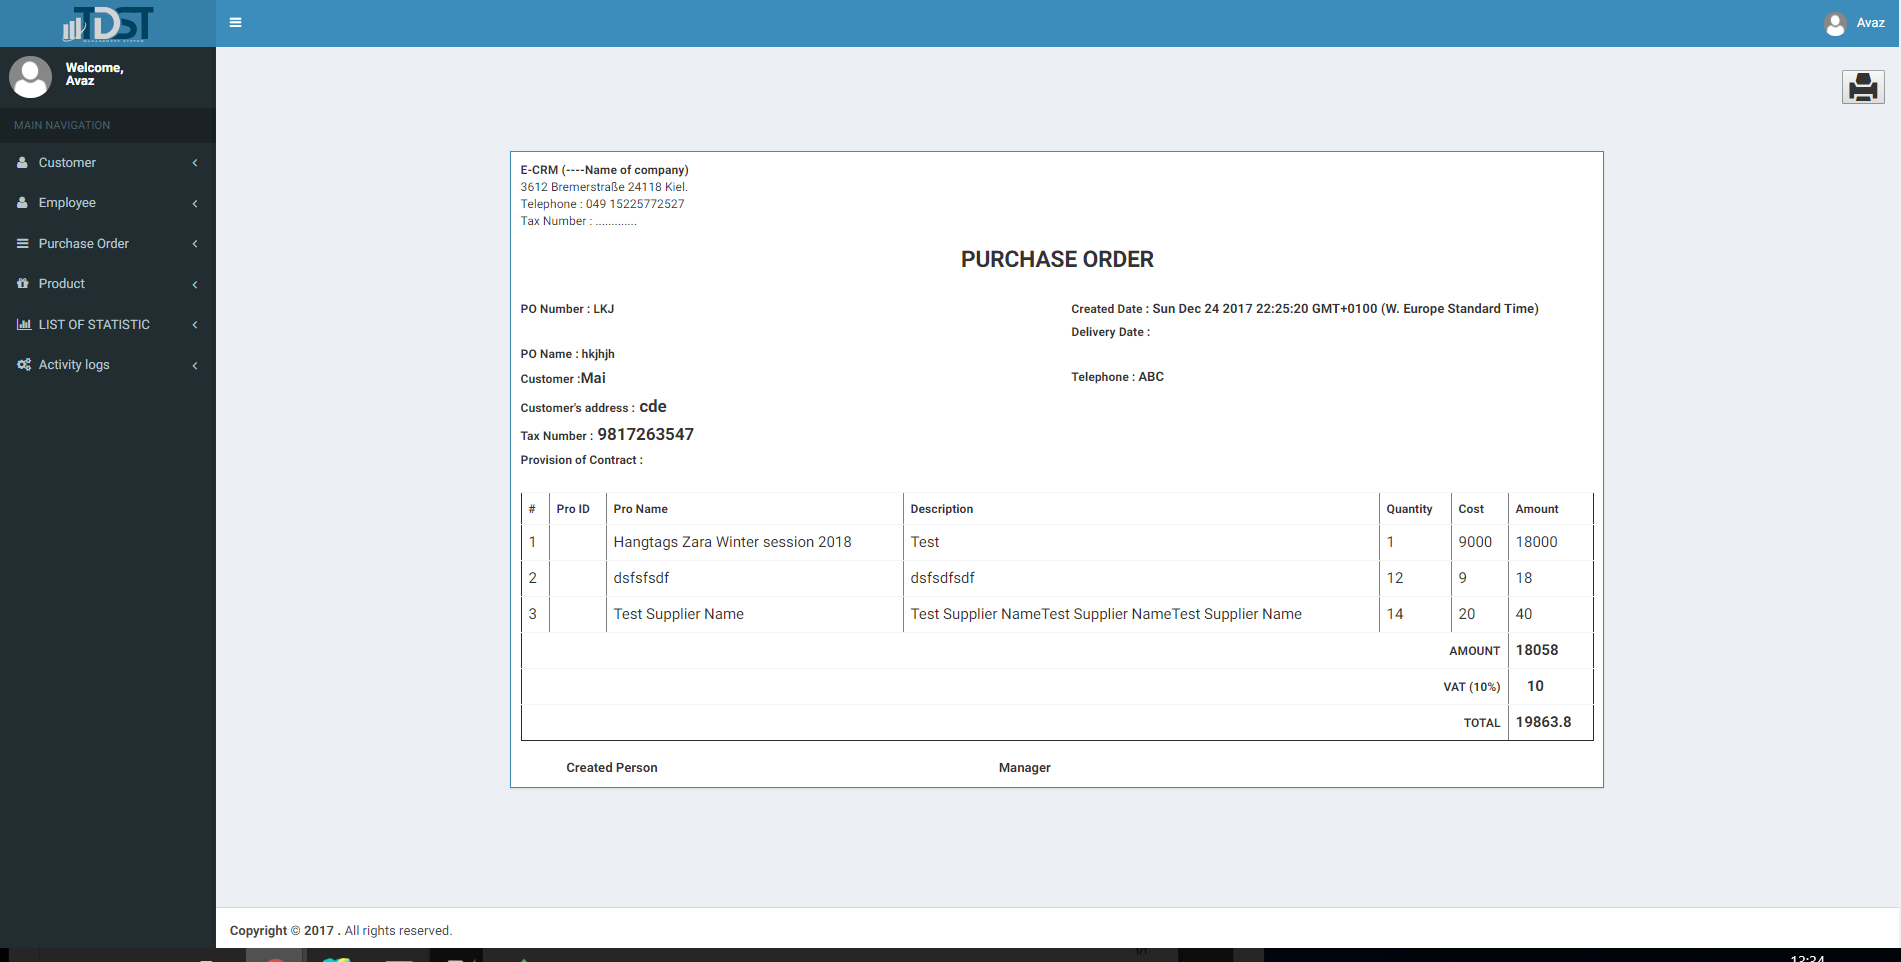 TDST
MANAGEMENT SYSTEM
Avaz
Welcome,
Avaz
MAIN NAVIGATION
Customer
Employee
Purchase Order
Product
LIST OF STATISTIC
Activity logs
E-CRM (----Name of company)
3612 Bremerstraße 24118 Kiel.
Telephone : 049 15225772527
Tax Number : .............
PURCHASE ORDER
PO Number : LKJ
Created Date : Sun Dec 24 2017 22:25:20 GMT+0100 (W. Europe Standard Time)
Delivery Date :
PO Name : hkjhjh
Customer :Mai
Telephone : ABC
Customer's address : cde
Tax Number : 9817263547
Provision of Contract :
# Pro ID Pro Name Description Quantity Cost Amount
1 Hangtags Zara Winter session 2018 Test 1 9000 18000
2 dsfsfsdf dsfsdfsdf 12 9 18
3 Test Supplier Name Test Supplier NameTest Supplier NameTest Supplier Name 14 20 40
AMOUNT 18058
VAT (10%) 10
TOTAL 19863.8
Created Person Manager
Copyright © 2017 . All rights reserved.